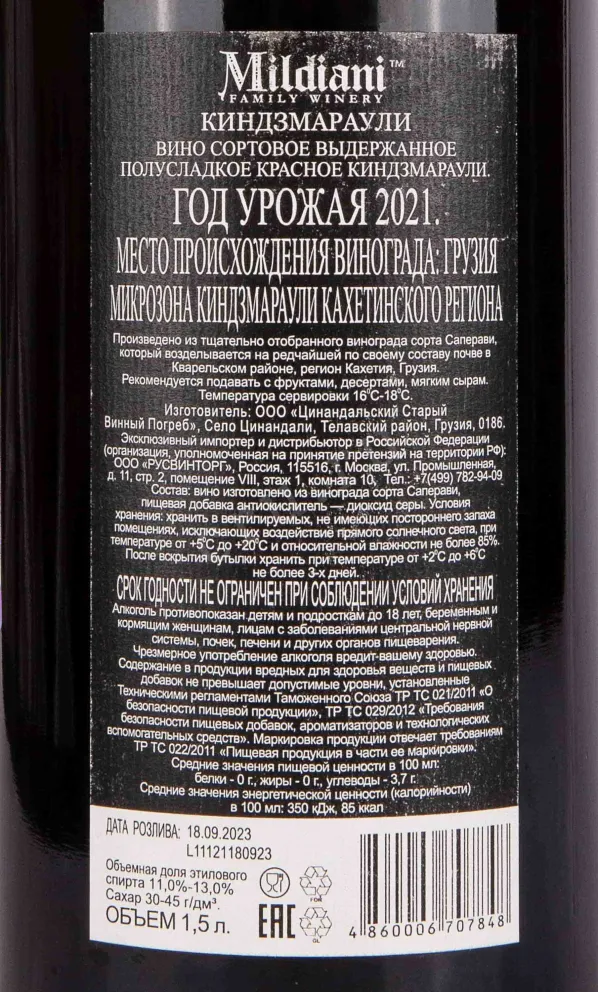 Mildiani™
FAMILY WINERY
КИНДЗМАРАУЛИ
ВИНО СОРТОВОЕ ВЫДЕРЖАННОЕ
ПОЛУСЛАДКОЕ КРАСНОЕ КИНДЗМАРАУЛИ.
ГОД УРОЖАЯ 2021.
МЕСТО ПРОИСХОЖДЕНИЯ ВИНОГРАДА: ГРУЗИЯ
МИКРОЗОНА КИНДЗМАРАУЛИ КАХЕТИНСКОГО РЕГИОНА
Произведено из тщательно отобранного винограда сорта Саперави,
который возделывается на редчайшей по своему составу почве в
Кварельском районе, регион Кахетия, Грузия.
Рекомендуется подавать с фруктами, десертами, мягким сырам.
Температура сервировки 16°C-18°C.
Изготовитель: ООО «Цинандальский Старый
Винный Погреб», Село Цинандали, Телавский район, Грузия, 0186.
Эксклюзивный импортер и дистрибьютор в Российской Федерации
(организация, уполномоченная на принятие претензий на территории РФ):
ООО «РУСВИНТОРГ», Россия, 115516, г. Москва, ул. Промышленная,
д. 11, стр. 2, помещение VIII, этаж 1, комната 10, Тел.: +7(499) 782-94-09
Состав: вино изготовлено из винограда сорта Саперави,
пищевая добавка антиокислитель — диоксид серы. Условия
хранения: хранить в вентилируемых, не имеющих постороннего запаха
помещениях, исключающих воздействие прямого солнечного света, при
температуре от +5°C до +20°C и относительной влажности не более 85%.
После вскрытия бутылки хранить при температуре от +2°C до +6°C
не более 3-х дней.
СРОК ГОДНОСТИ НЕ ОГРАНИЧЕН ПРИ СОБЛЮДЕНИИ УСЛОВИЙ ХРАНЕНИЯ
Алкоголь противопоказан детям и подросткам до 18 лет, беременным и
кормящим женщинам, лицам с заболеваниями центральной нервной
системы, почек, печени и других органов пищеварения.
Чрезмерное употребление алкоголя вредит вашему здоровью.
Содержание в продукции вредных для здоровья веществ и пищевых
добавок не превышает допустимые уровни, установленные
Техническими регламентами Таможенного Союза ТР ТС 021/2011 «О
безопасности пищевой продукции», ТР ТС 029/2012 «Требования
безопасности пищевых добавок, ароматизаторов и технологических
вспомогательных средств». Маркировка продукции отвечает требованиям
ТР ТС 022/2011 «Пищевая продукция в части ее маркировки».
Средние значения пищевой ценности в 100 мл:
белки - 0 г., жиры - 0 г., углеводы - 3,7 г.
Средние значения энергетической ценности (калорийности)
в 100 мл: 350 кДж, 85 ккал
ДАТА РОЗЛИВА: 18.09.2023
L11121180923
Объемная доля этилового
спирта 11,0%-13,0%
Сахар 30-45 г/дм³.
ОБЪЕМ 1,5 л.
FOR
EAC
GL
4 860006 707848